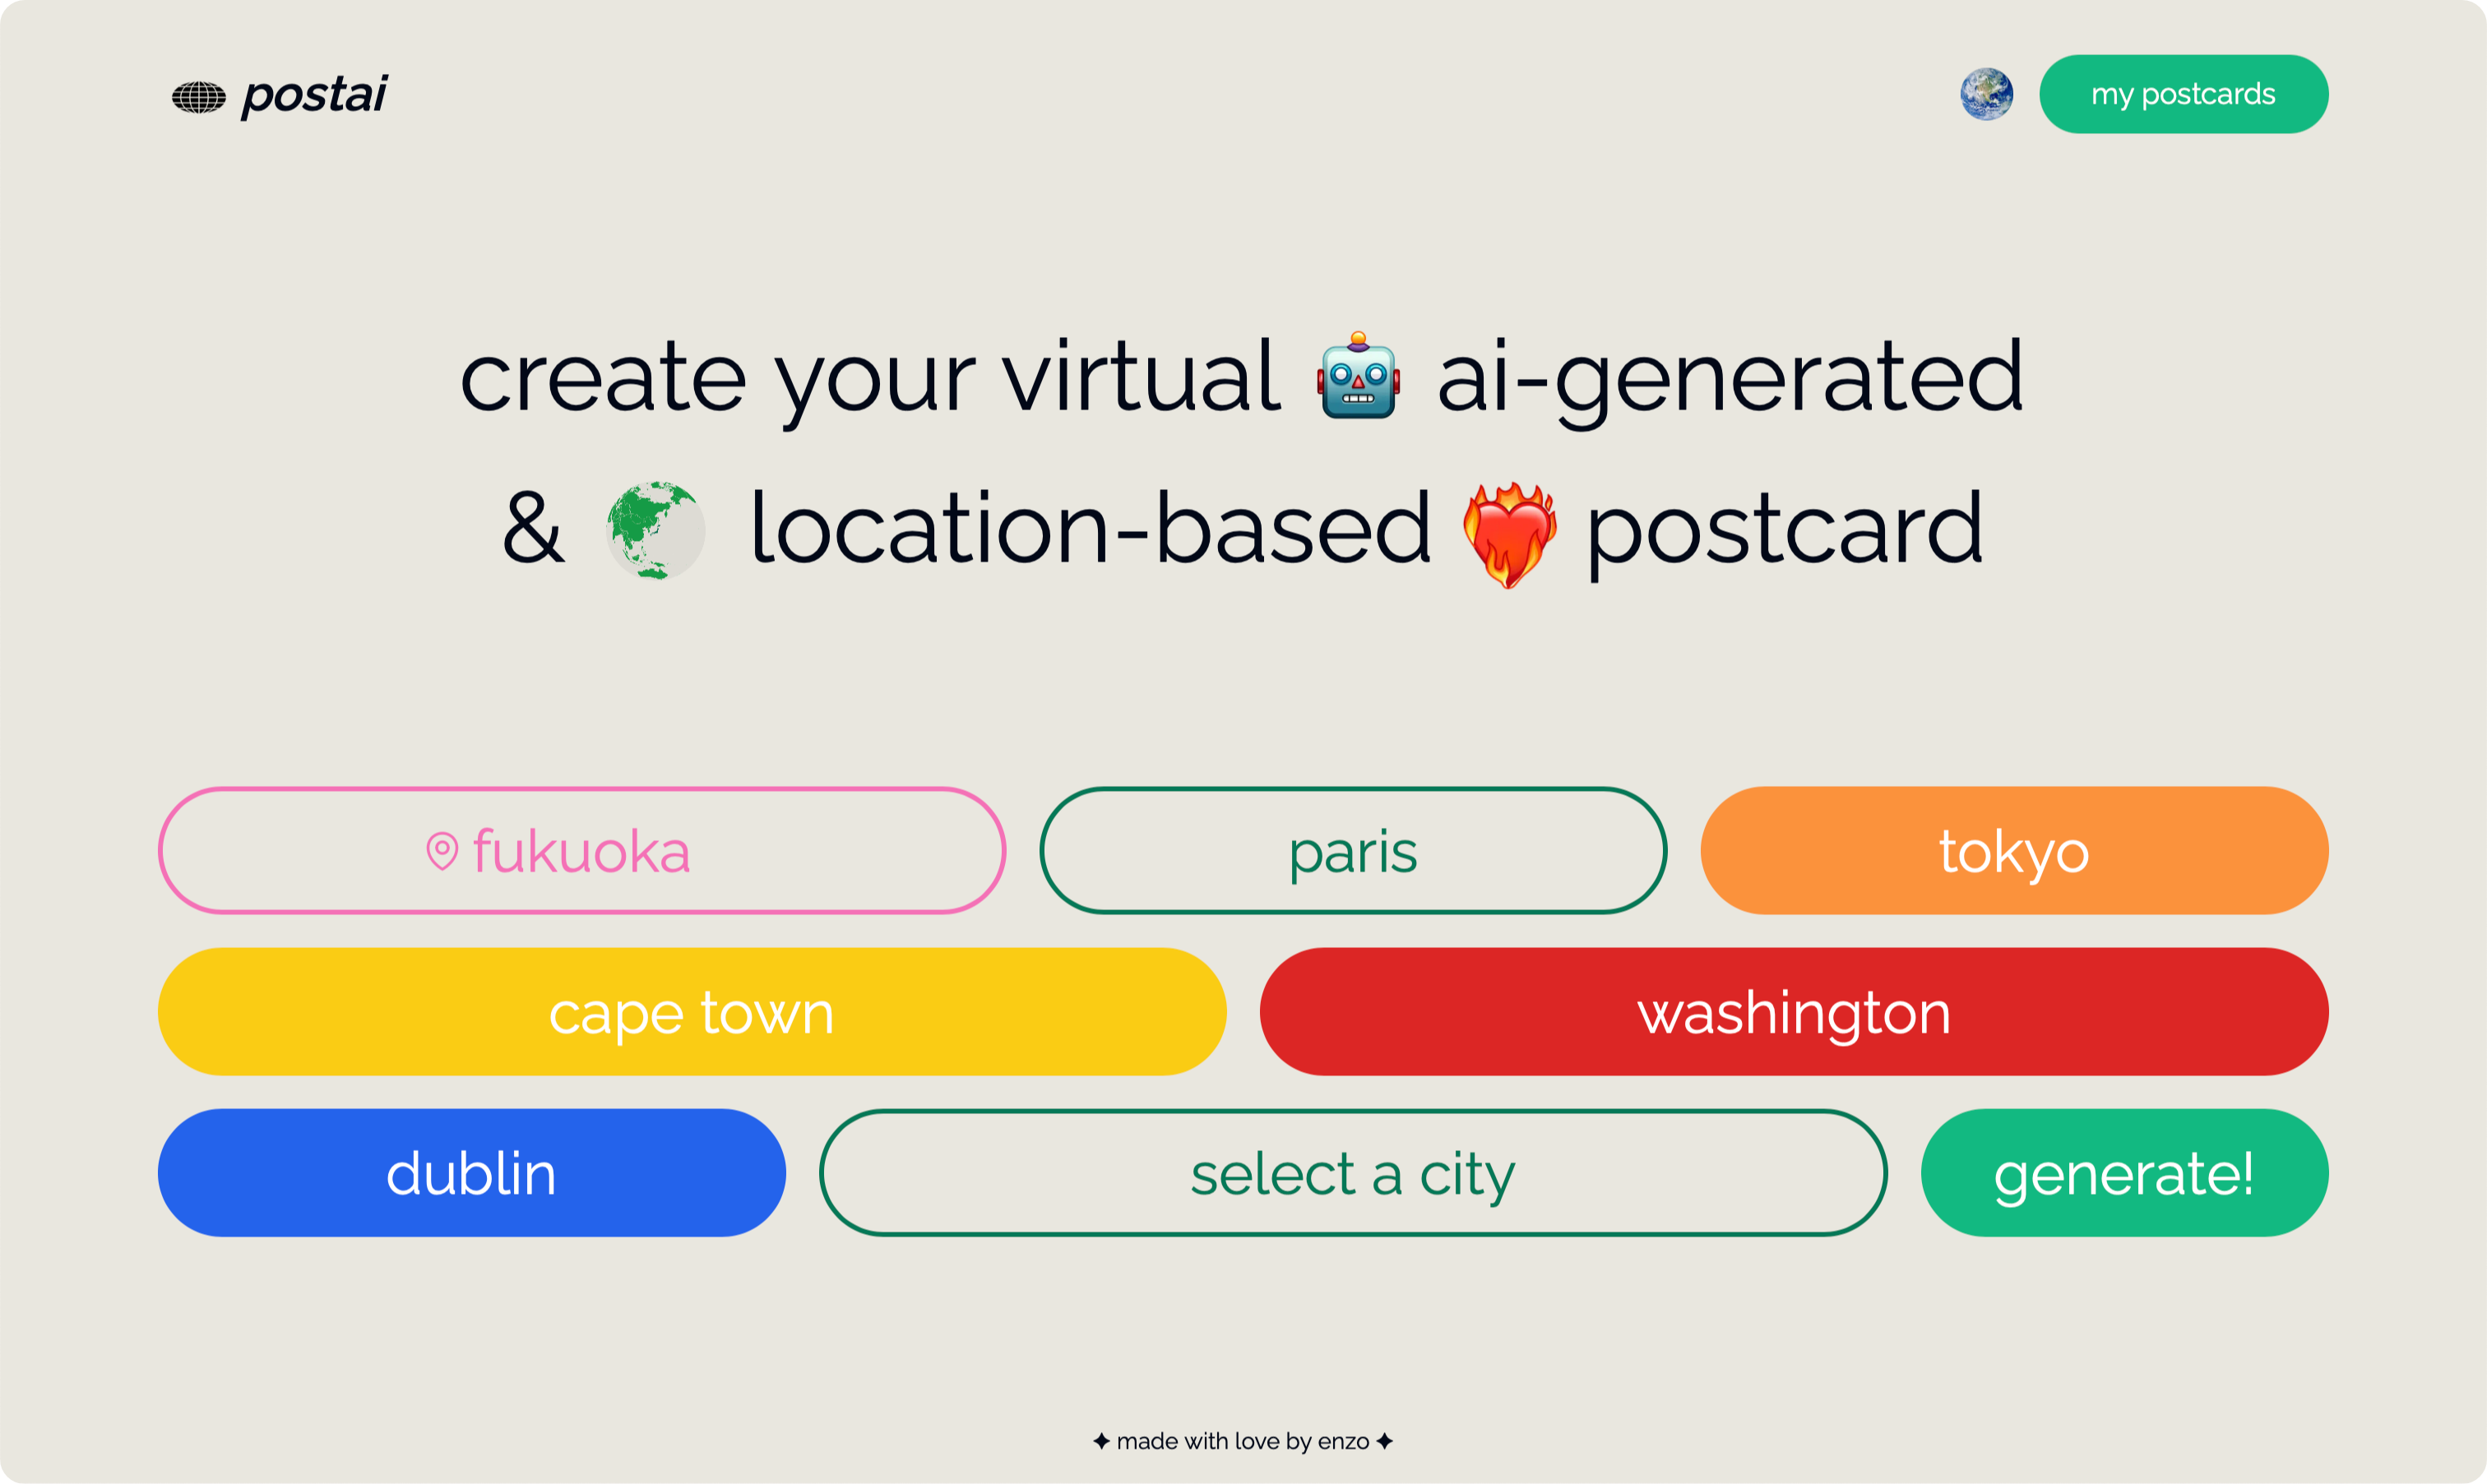 postai
my postcards
create your virtual 🤖 ai-generated
& location-based ❤️‍🔥 postcard
fukuoka
paris
tokyo
cape town
washington
dublin
select a city
generate!
✦ made with love by enzo ✦